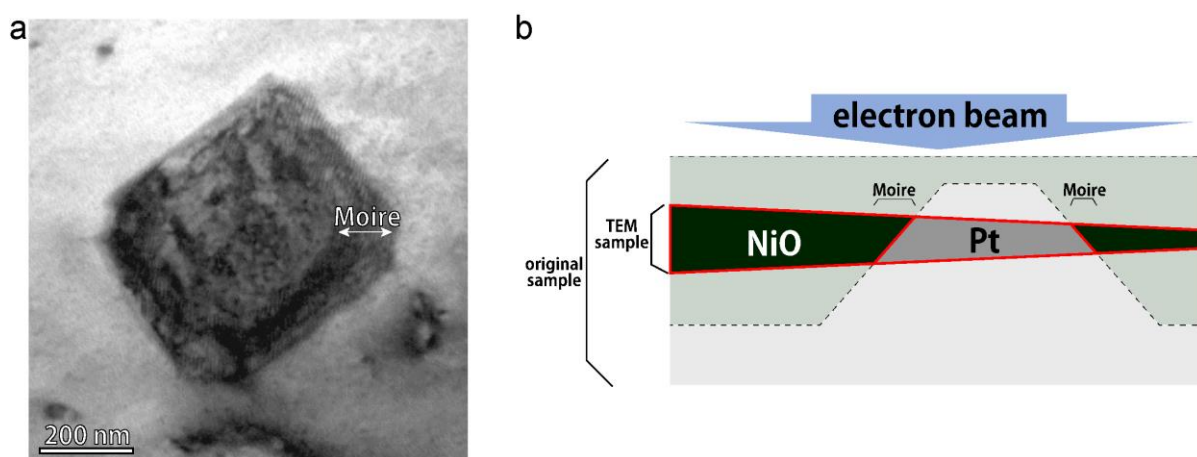 a
Moire
200 nm
b
electron beam
Moire
Moire
TEM
sample
NiO
Pt
original
sample